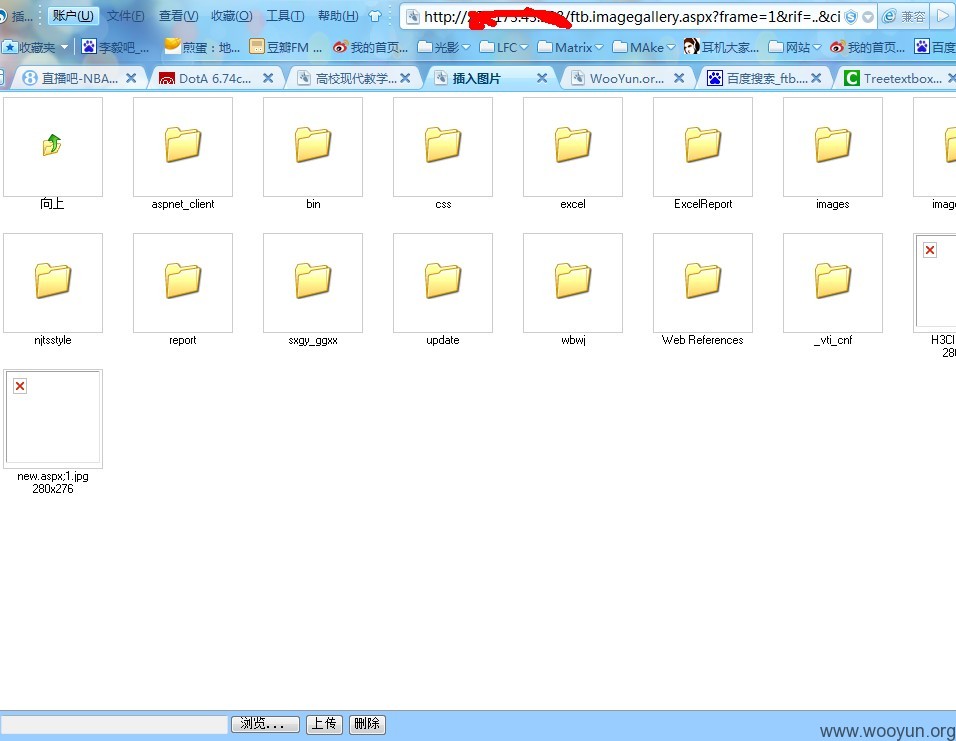 插... 账户(U) 文件(F) 查看(V) 收藏(O) 工具(T) 帮助(H) http:// /ftb.imagegallery.aspx?frame=1&rif=..&ci 兼容
收藏夹 李毅吧_... 煎蛋：地... 豆瓣FM ... 我的首页... 光影 LFC Matrix MAke 耳机大家... 网站 我的首页... 百度
直播吧-NBA... DotA 6.74c... 高校现代教学... 插入图片 WooYun.or... 百度搜索_ftb.... Treetextbox...
向上 aspnet_client bin css excel ExcelReport images imag
njtsstyle report sxgy_ggxx update wbwj Web References _vti_cnf H3CI
28
new.aspx;1.jpg
280x276
浏览... 上传 删除
www.wooyun.org